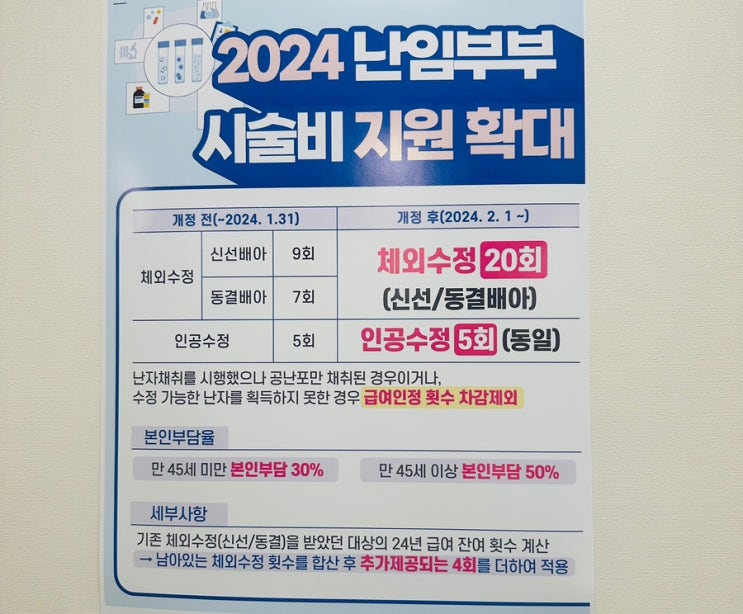 2024 난임부부
시술비 지원 확대
개정 전(~2024. 1.31) 개정 후(2024. 2. 1 ~)
체외수정 신선배아 9회 체외수정 20회
동결배아 7회 (신선/동결배아)
인공수정 5회 인공수정 5회 (동일)
난자채취를 시행했으나 공난포만 채취된 경우이거나,
수정 가능한 난자를 획득하지 못한 경우 급여인정 횟수 차감제외
본인부담율
만 45세 미만 본인부담 30% 만 45세 이상 본인부담 50%
세부사항
기존 체외수정(신선/동결)을 받았던 대상의 24년 급여 잔여 횟수 계산
→ 남아있는 체외수정 횟수를 합산 후 추가제공되는 4회를 더하여 적용